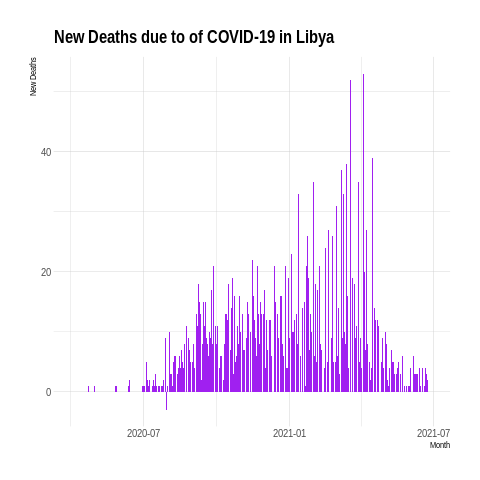 New Deaths due to of COVID-19 in Libya
New Deaths
40
20
0
2020-07
2021-01
2021-07
Month